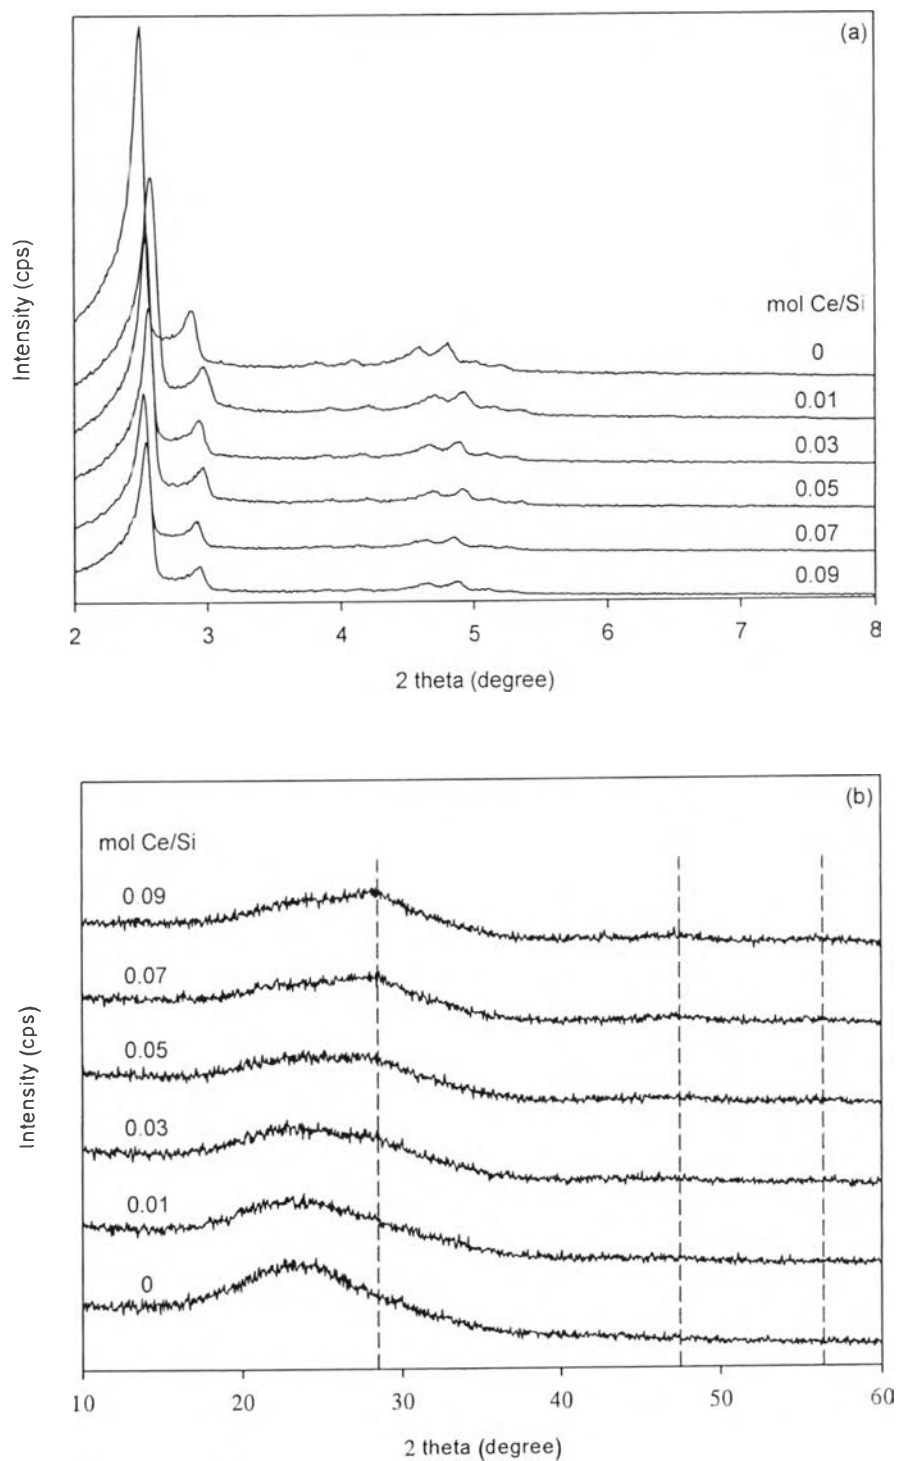 (a)
Intensity (cps)
mol Ce/Si
0
0.01
0.03
0.05
0.07
0.09
2 3 4 5 6 7 8
2 theta (degree)
(b)
mol Ce/Si
0.09
0.07
0.05
0.03
0.01
0
Intensity (cps)
10 20 30 40 50 60
2 theta (degree)